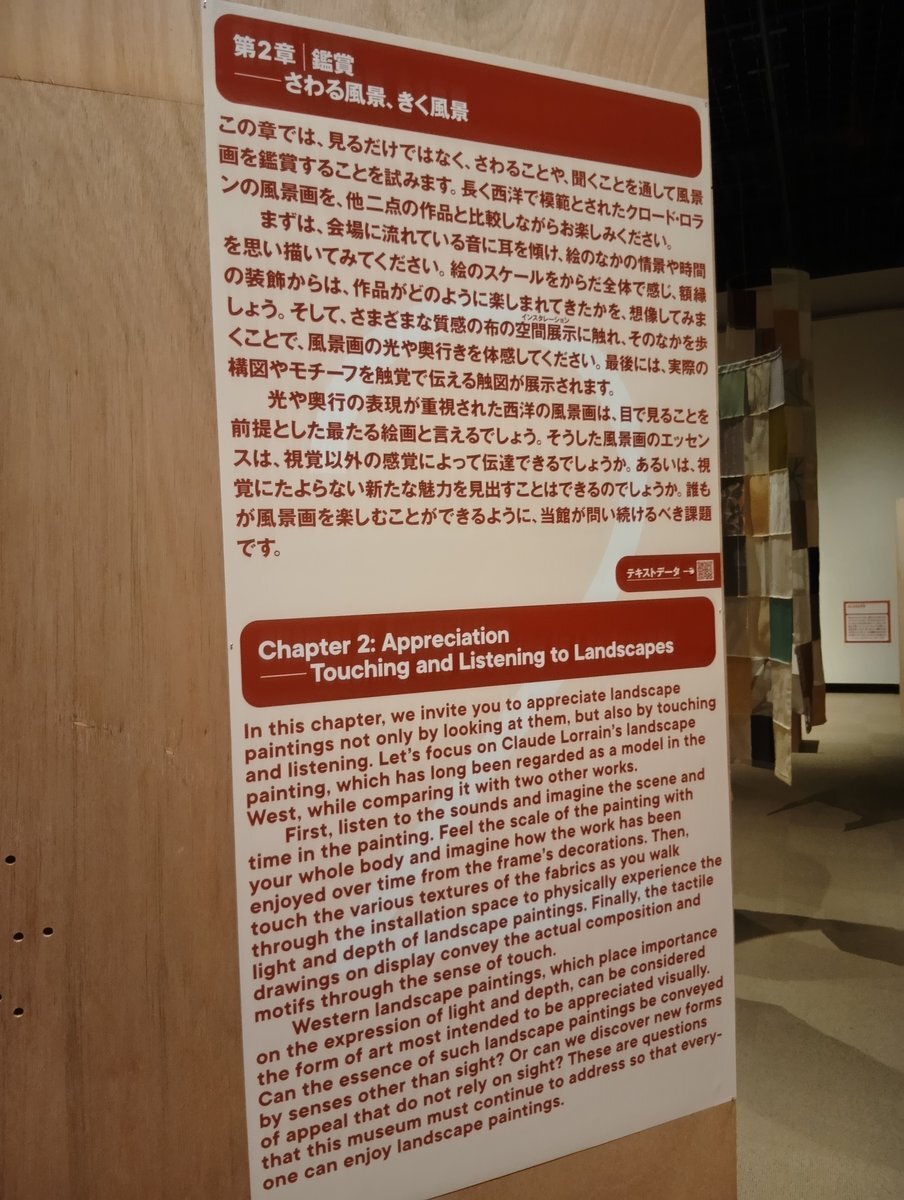 第2章｜鑑賞
――さわる風景、きく風景
この章では、見るだけではなく、さわることや、聞くことを通して風景
画を鑑賞することを試みます。長く西洋で模範とされたクロード・ロラ
ンの風景画を、他二点の作品と比較しながらお楽しみください。
まずは、会場に流れている音に耳を傾け、絵のなかの情景や時間
を思い描いてみてください。絵のスケールをからだ全体で感じ、額縁
の装飾からは、作品がどのように楽しまれてきたかを、想像してみま
インスタレーション
しょう。そして、さまざまな質感の布の空間展示に触れ、そのなかを歩
くことで、風景画の光や奥行きを体感してください。最後には、実際の
構図やモチーフを触覚で伝える触図が展示されます。
光や奥行の表現が重視された西洋の風景画は、目で見ることを
前提とした最たる絵画と言えるでしょう。そうした風景画のエッセン
スは、視覚以外の感覚によって伝達できるでしょうか。あるいは、視
覚にたよらない新たな魅力を見出すことはできるのでしょうか。誰も
が風景画を楽しむことができるように、当館が問い続けるべき課題
です。
テキストデータ→
Chapter 2: Appreciation
――Touching and Listening to Landscapes
In this chapter, we invite you to appreciate landscape
paintings not only by looking at them, but also by touching
and listening. Let's focus on Claude Lorrain's landscape
painting, which has long been regarded as a model in the
West, while comparing it with two other works.
First, listen to the sounds and imagine the scene and
time in the painting. Feel the scale of the painting with
your whole body and imagine how the work has been
enjoyed over time from the frame's decorations. Then,
touch the various textures of the fabrics as you walk
through the installation space to physically experience the
light and depth of landscape paintings. Finally, the tactile
drawings on display convey the actual composition and
motifs through the sense of touch.
Western landscape paintings, which place importance
on the expression of light and depth, can be considered
the form of art most intended to be appreciated visually.
Can the essence of such landscape paintings be conveyed
by senses other than sight? Or can we discover new forms
of appeal that do not rely on sight? These are questions
that this museum must continue to address so that every-
one can enjoy landscape paintings.